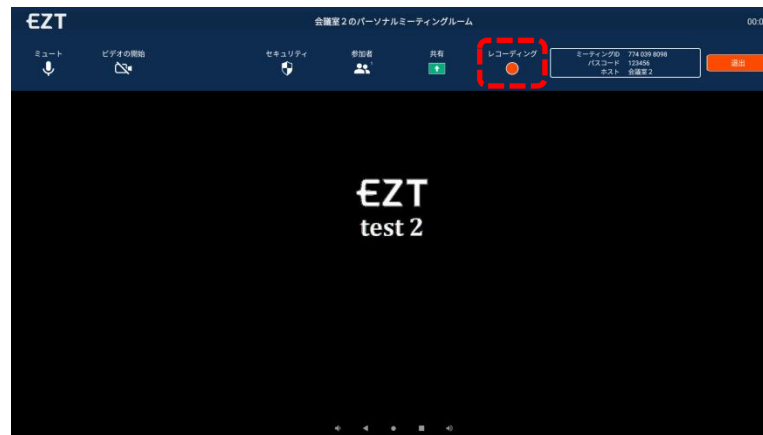 EZT
会議室２のパーソナルミーティングルーム
00:0
ミュート
ビデオの開始
セキュリティ
参加者
1
共有
レコーディング
ミーティングID 774 039 8098
パスコード 123456
ホスト 会議室２
退出
EZT
test 2